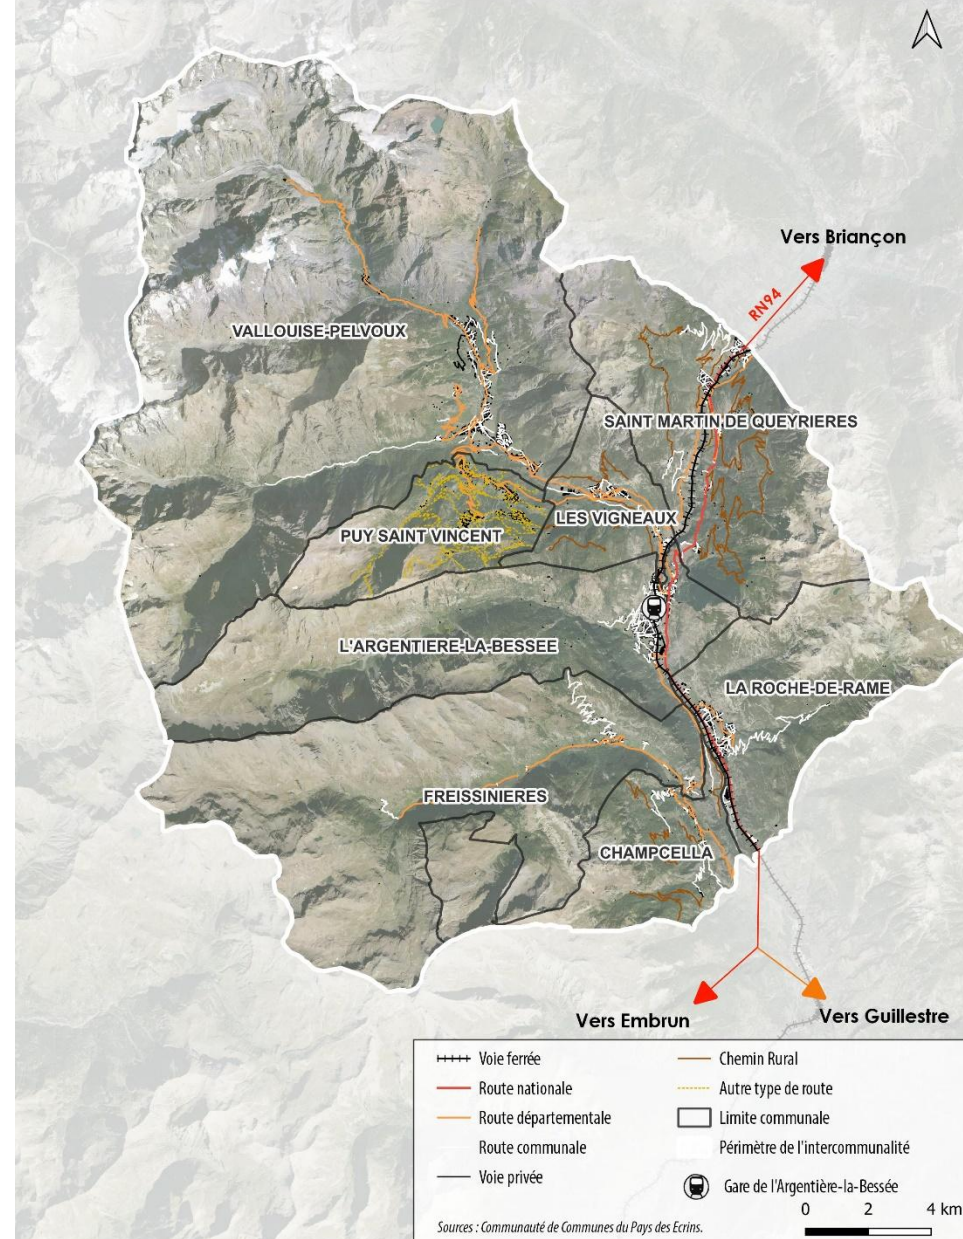 Vers Briançon
RN94
VALLOUISE-PELVOUX
SAINT MARTIN DE QUEYRIERES
LES VIGNEAUX
PUY SAINT VINCENT
L'ARGENTIERE-LA-BESSEE
LA ROCHE-DE-RAME
FREISSINIERES
CHAMPCELLA
Vers Embrun
Vers Guillestre
Voie ferrée
Route nationale
Route départementale
Route communale
Voie privée
Chemin Rural
Autre type de route
Limite communale
Périmètre de l'intercommunalité
Gare de l'Argentière-la-Bessée
0 2 4 km
Sources : Communauté de Communes du Pays des Ecrins.